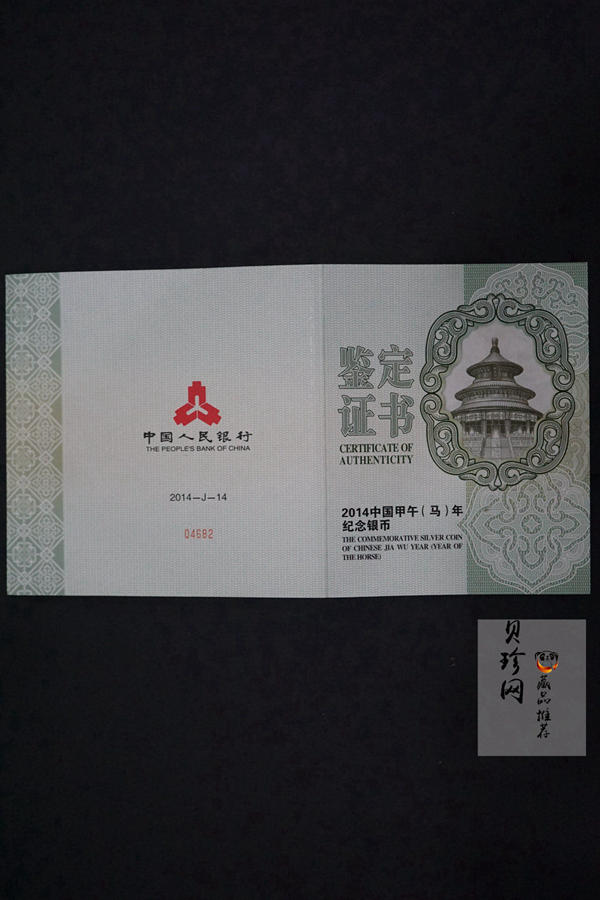 中国人民银行
THE PEOPLE'S BANK OF CHINA
2014—J—14
04682
鉴定
证书
CERTIFICATE OF
AUTHENTICITY
2014中国甲午（马）年
纪念银币
THE COMMEMORATIVE SILVER COIN
OF CHINESE JIA WU YEAR (YEAR OF
THE HORSE)
贝珍网
藏品推荐